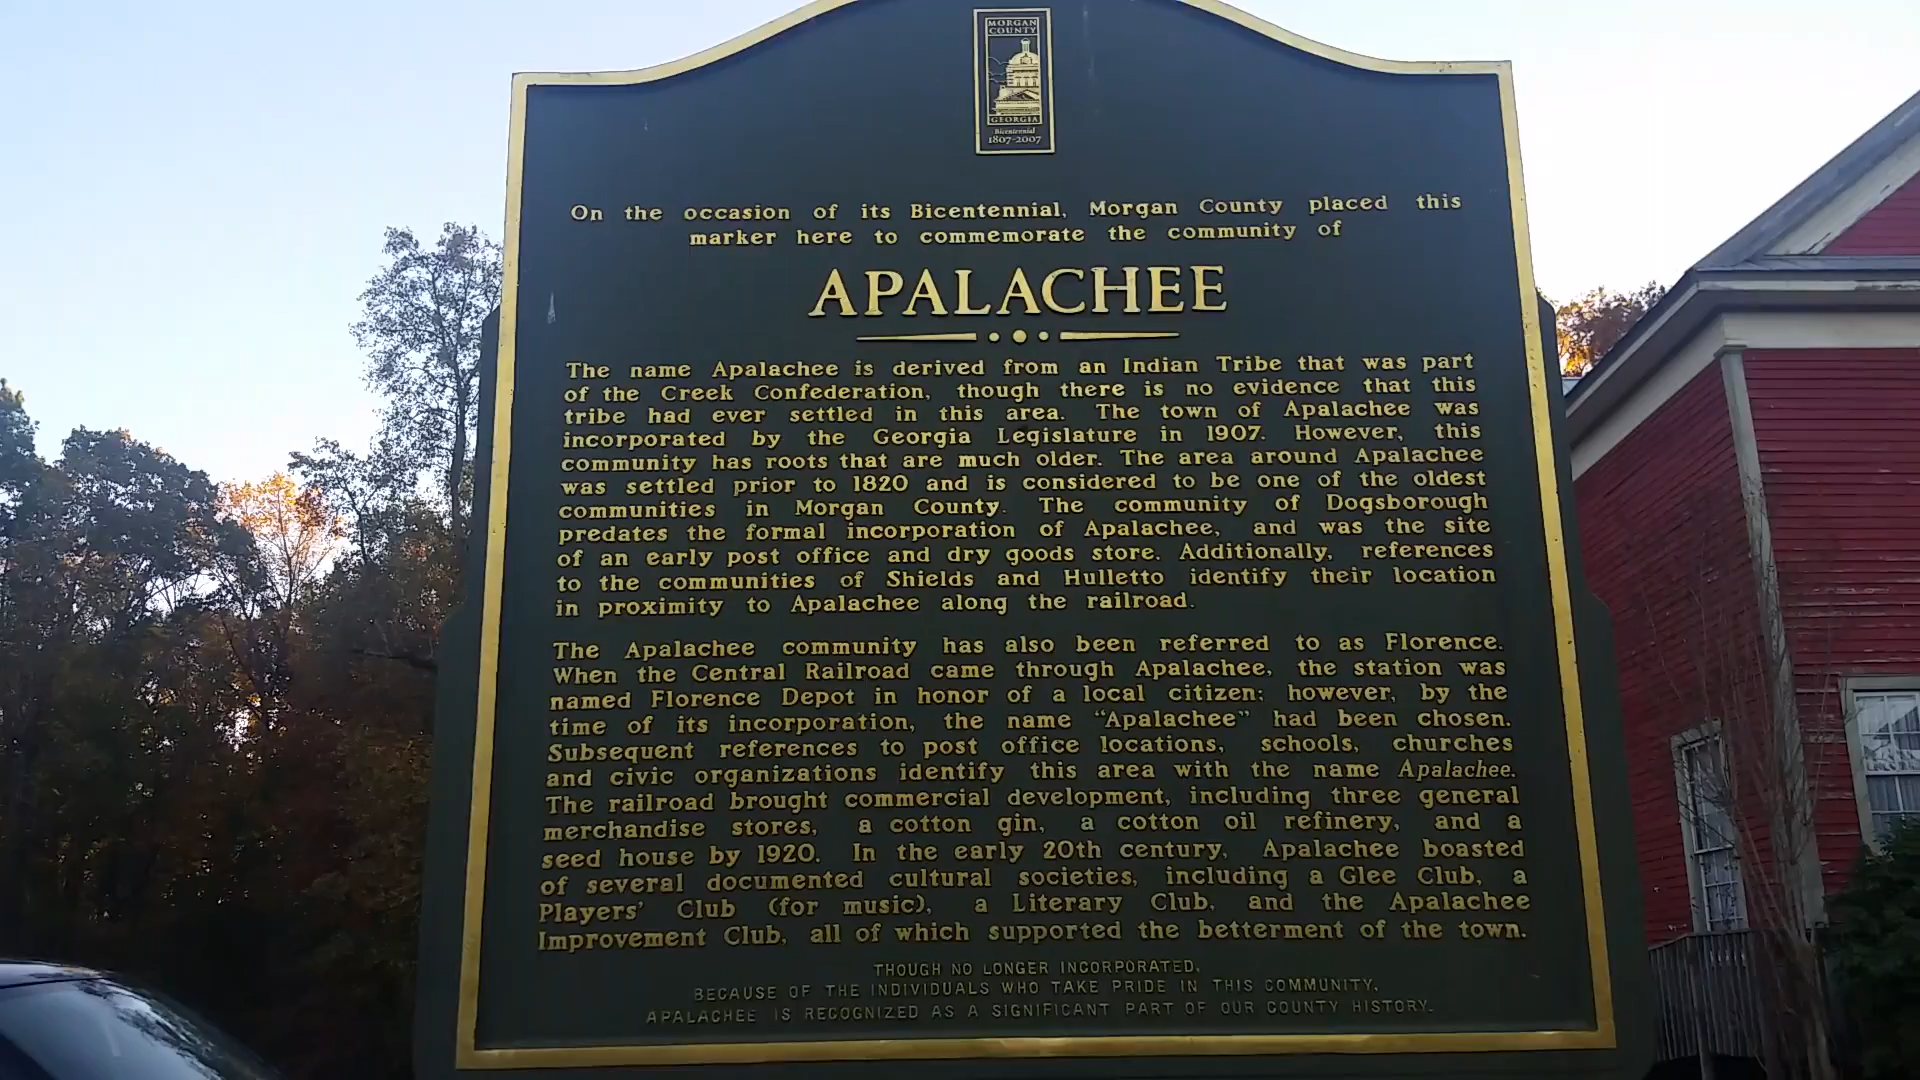 MORGAN
COUNTY
GEORGIA
Bicentennial
1807-2007
On the occasion of its Bicentennial, Morgan County placed this
marker here to commemorate the community of
APALACHEE
The name Apalachee is derived from an Indian Tribe that was part
of the Creek Confederation, though there is no evidence that this
tribe had ever settled in this area. The town of Apalachee was
incorporated by the Georgia Legislature in 1907. However, this
community has roots that are much older. The area around Apalachee
was settled prior to 1820 and is considered to be one of the oldest
communities in Morgan County. The community of Dogsborough
predates the formal incorporation of Apalachee, and was the site
of an early post office and dry goods store. Additionally, references
to the communities of Shields and Hulletto identify their location
in proximity to Apalachee along the railroad.
The Apalachee community has also been referred to as Florence.
When the Central Railroad came through Apalachee, the station was
named Florence Depot in honor of a local citizen; however, by the
time of its incorporation, the name “Apalachee” had been chosen.
Subsequent references to post office locations, schools, churches
and civic organizations identify this area with the name Apalachee.
The railroad brought commercial development, including three general
merchandise stores, a cotton gin, a cotton oil refinery, and a
seed house by 1920. In the early 20th century, Apalachee boasted
of several documented cultural societies, including a Glee Club, a
Players’ Club (for music), a Literary Club, and the Apalachee
Improvement Club, all of which supported the betterment of the town.
THOUGH NO LONGER INCORPORATED,
BECAUSE OF THE INDIVIDUALS WHO TAKE PRIDE IN THIS COMMUNITY,
APALACHEE IS RECOGNIZED AS A SIGNIFICANT PART OF OUR COUNTY HISTORY.